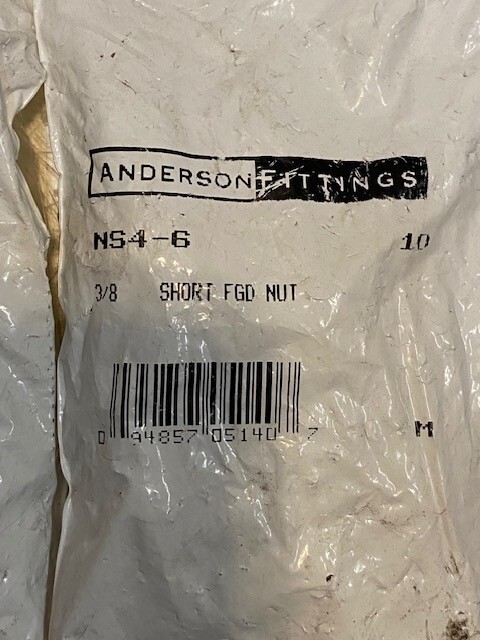 ANDERSON FITTINGS
NS4-6 10
3/8 SHORT FGD NUT
0 94857 05140 7
M